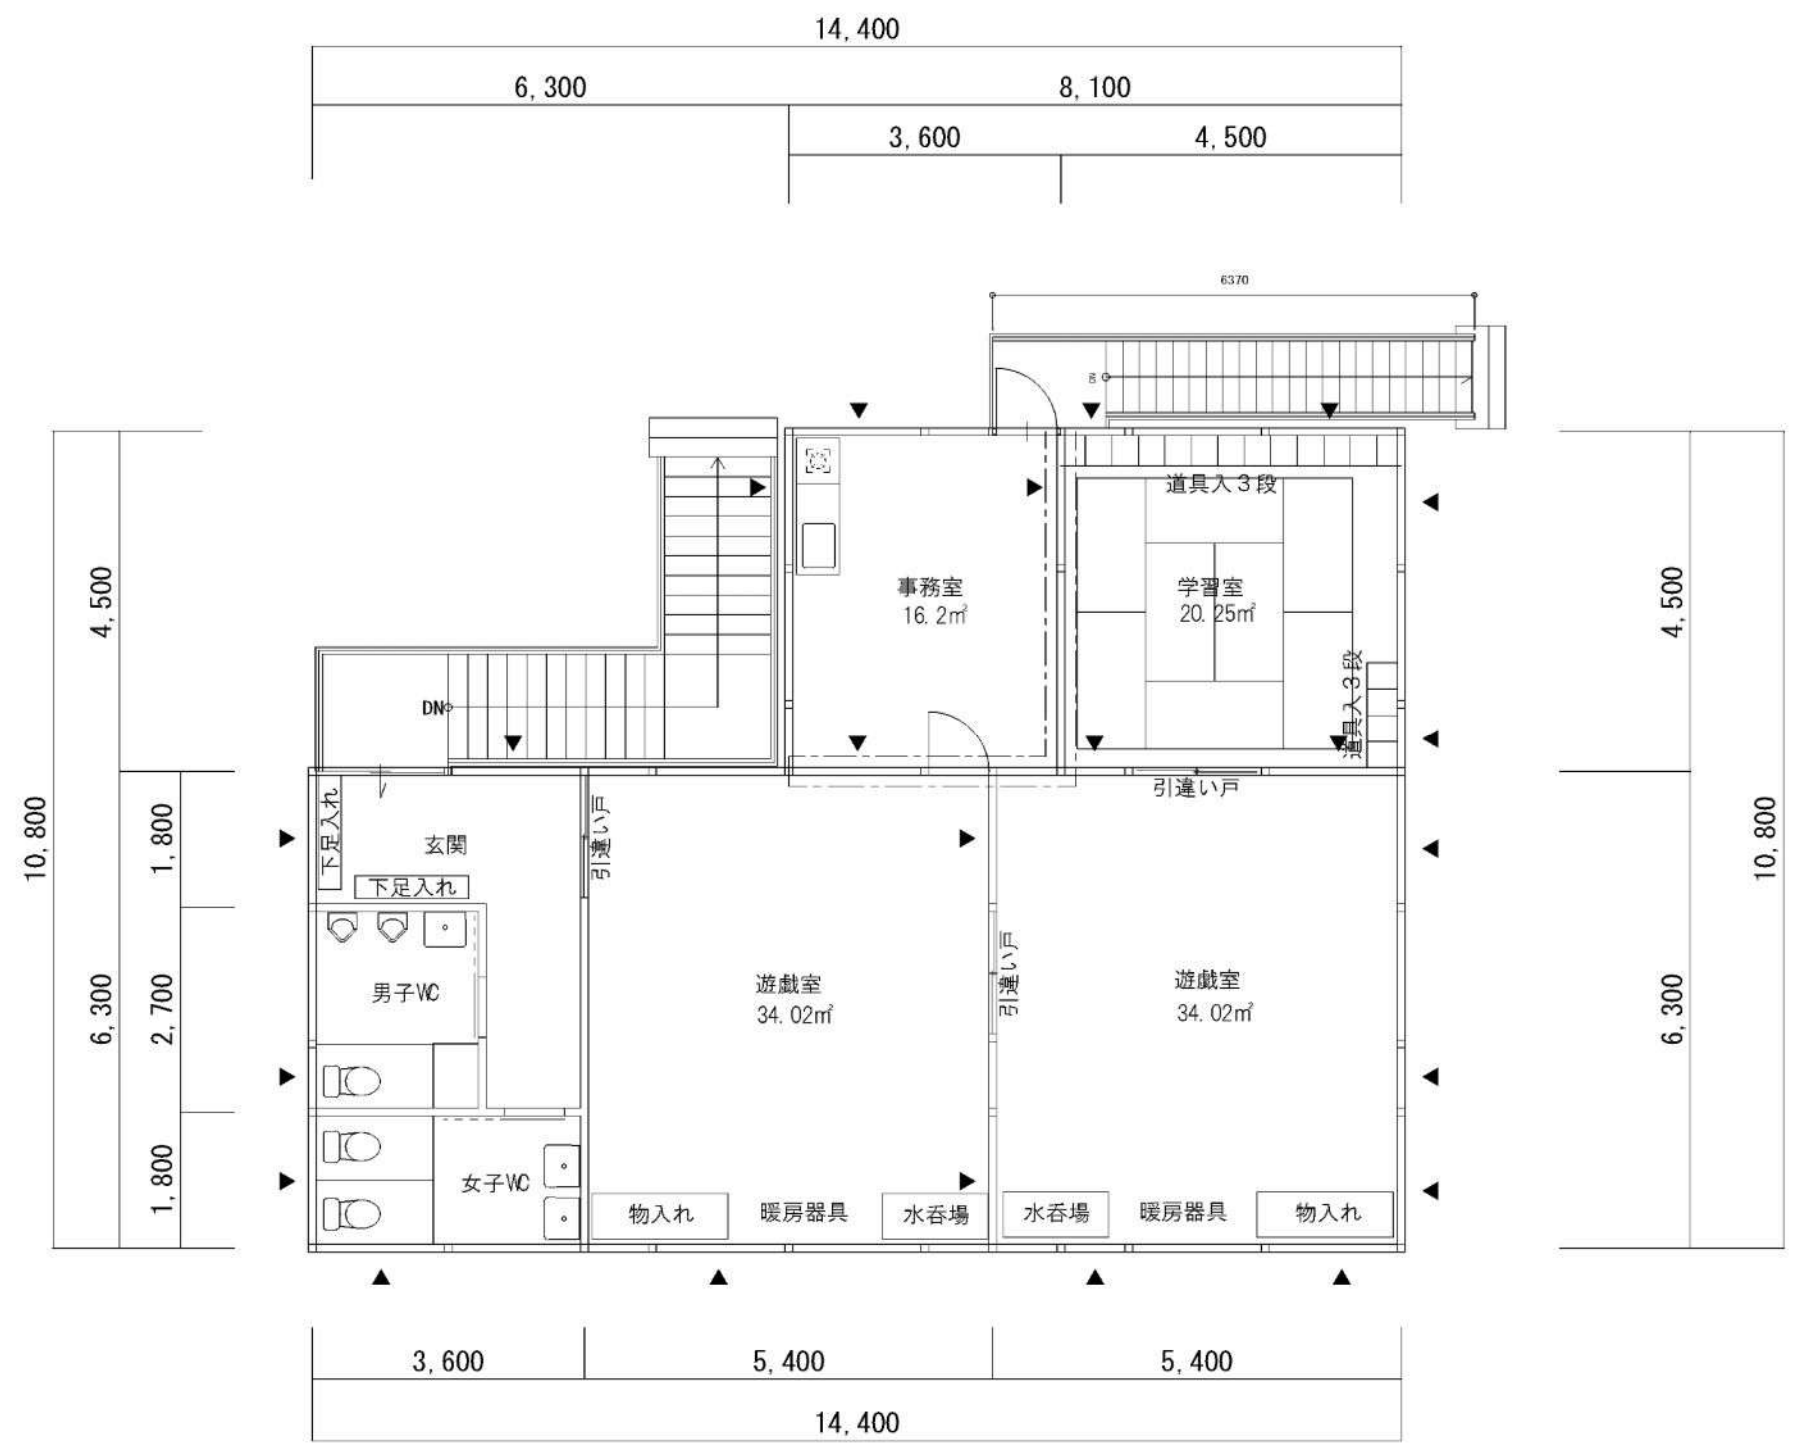 14,400
6,300
8,100
3,600
4,500
6370
DN
道具入３段
4,500
事務室
16.2㎡
学習室
20.25㎡
4,500
道具入３段
DN
引違い戸
10,800
1,800
下足入れ
玄関
下足入れ
引違い戸
10,800
6,300
2,700
男子WC
遊戯室
34.02㎡
引違い戸
遊戯室
34.02㎡
6,300
1,800
女子WC
物入れ
暖房器具
水呑場
水呑場
暖房器具
物入れ
3,600
5,400
5,400
14,400